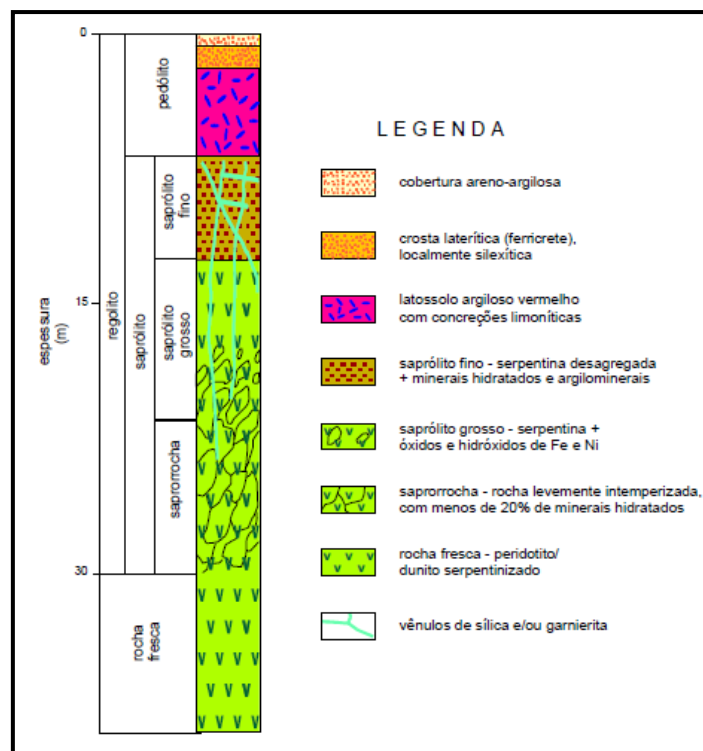 0
15
30
espessura
(m)
regolito
pedólito
saprólito
saprólito
fino
saprólito
grosso
saprorrocha
rocha
fresca
LEGENDA
cobertura areno-argilosa
crosta laterítica (ferricrete),
localmente silexítica
latossolo argiloso vermelho
com concreções limoníticas
saprólito fino - serpentina desagregada
+ minerais hidratados e argilominerais
saprólito grosso - serpentina +
óxidos e hidróxidos de Fe e Ni
saprorrocha - rocha levemente intemperizada,
com menos de 20% de minerais hidratados
rocha fresca - peridotito/
dunito serpentinizado
vênulos de sílica e/ou garnierita